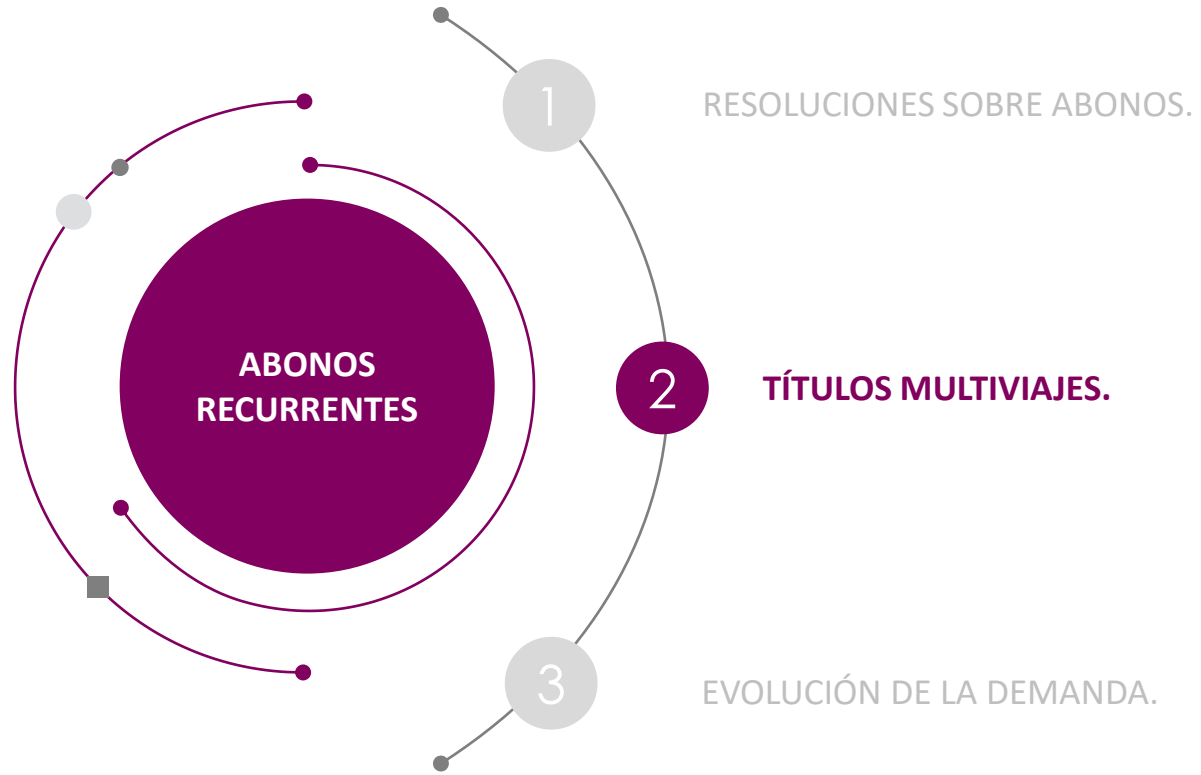 ABONOS
RECURRENTES
1
RESOLUCIONES SOBRE ABONOS.
2
TÍTULOS MULTIVIAJES.
3
EVOLUCIÓN DE LA DEMANDA.